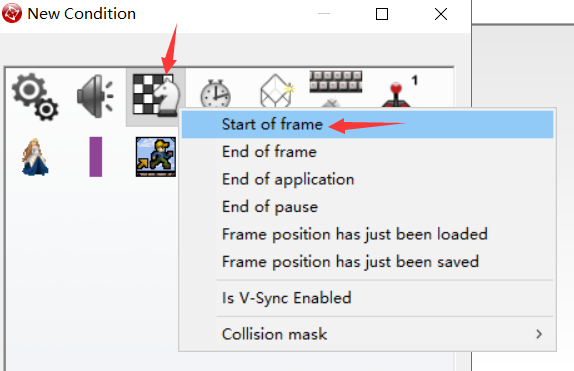 New Condition
1
Start of frame
End of frame
End of application
End of pause
Frame position has just been loaded
Frame position has just been saved
Is V-Sync Enabled
Collision mask